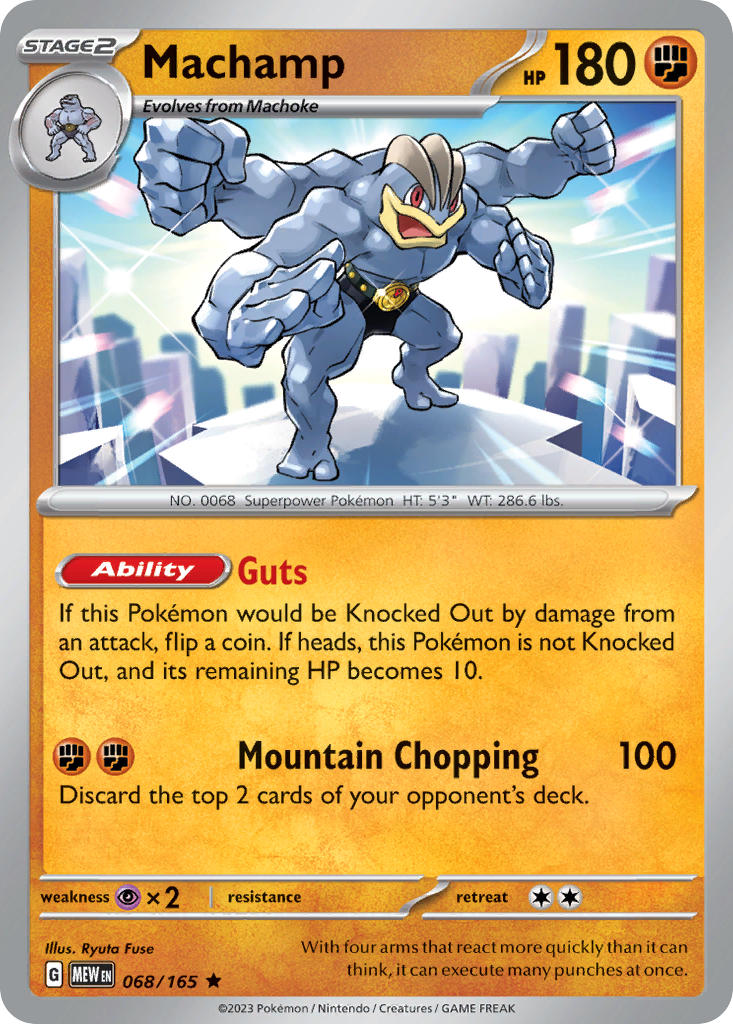 STAGE2
Machamp
HP 180
Evolves from Machoke
NO. 0068 Superpower Pokémon HT: 5'3" WT: 286.6 lbs.
Ability Guts
If this Pokémon would be Knocked Out by damage from
an attack, flip a coin. If heads, this Pokémon is not Knocked
Out, and its remaining HP becomes 10.
Mountain Chopping 100
Discard the top 2 cards of your opponent's deck.
weakness ×2 resistance retreat
Illus. Ryuta Fuse
With four arms that react more quickly than it can
think, it can execute many punches at once.
G MEW EN 068/165 ★
©2023 Pokémon / Nintendo / Creatures / GAME FREAK